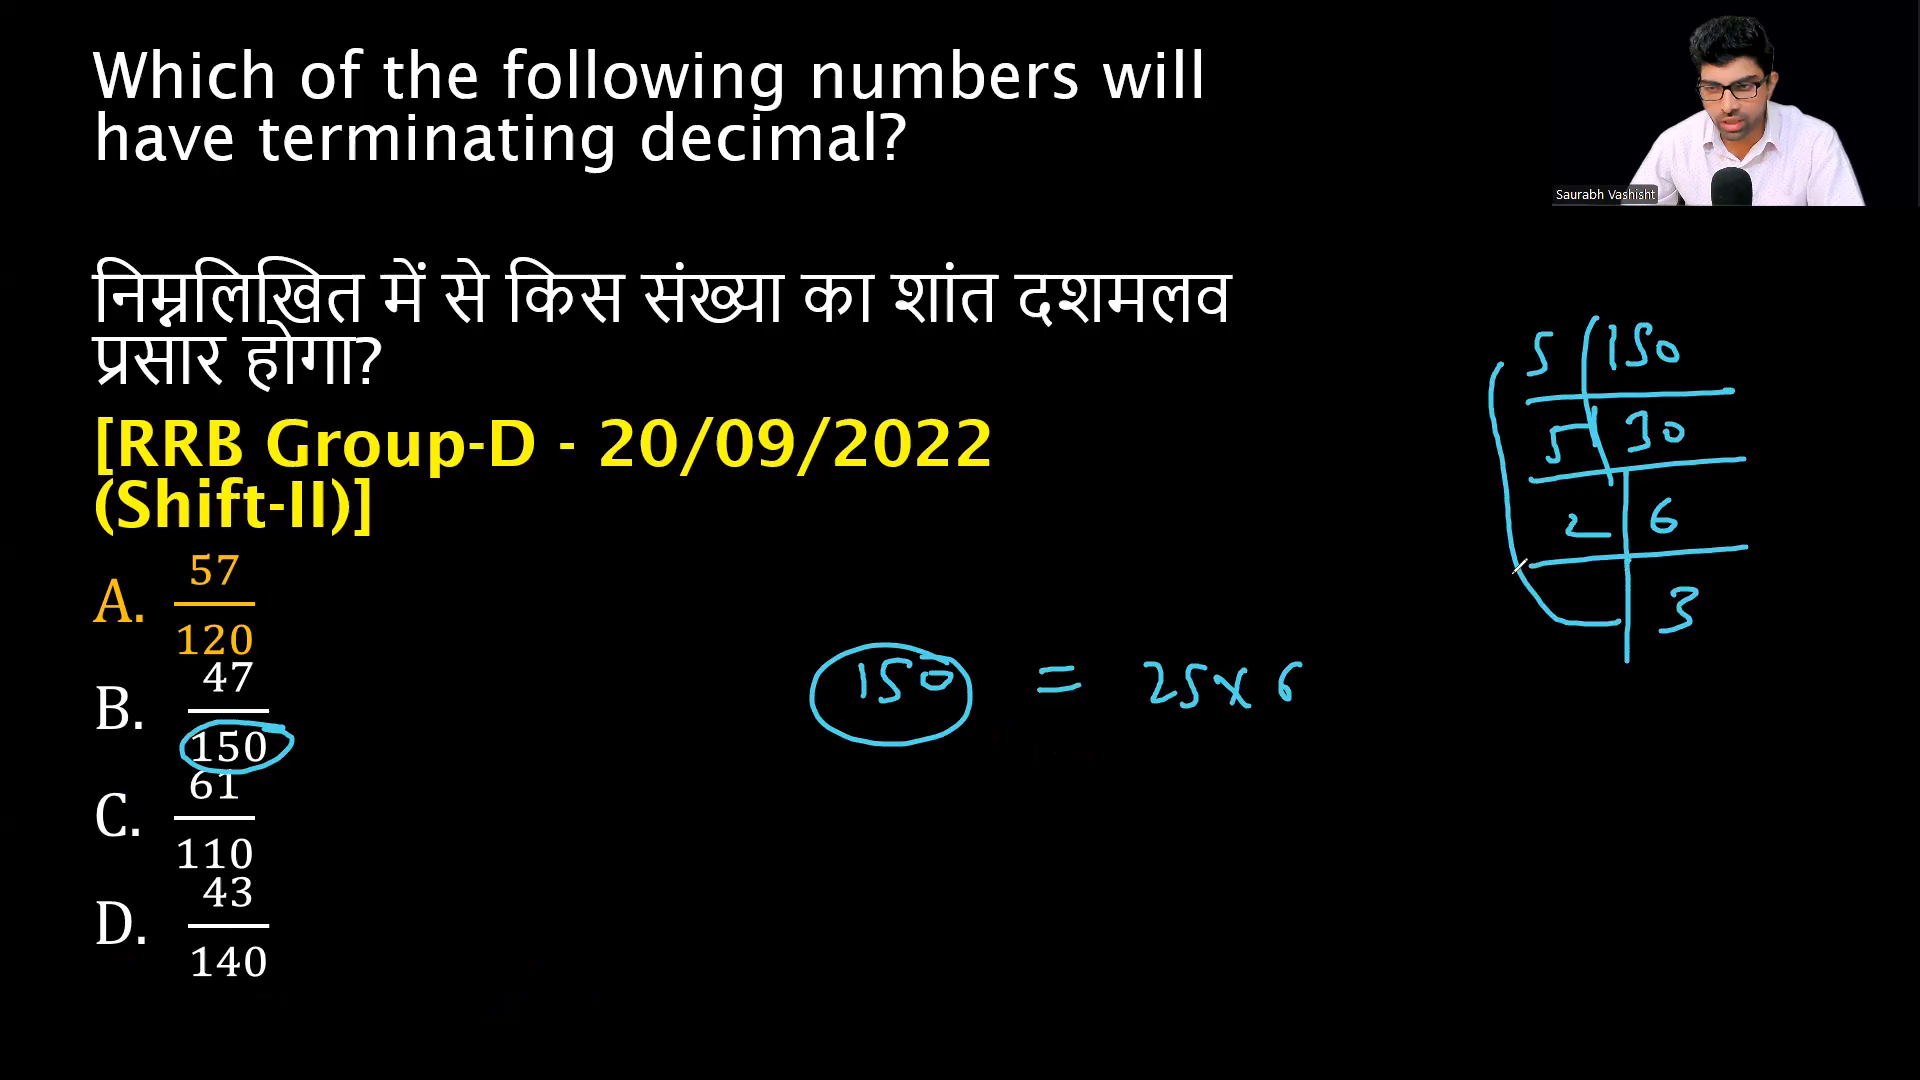 Which of the following numbers will
have terminating decimal?
निम्नलिखित में से किस संख्या का शांत दशमलव
प्रसार होगा?
[RRB Group-D - 20/09/2022
(Shift-II)]
A. 57/120
B. 47/150
C. 61/110
D. 43/140
150 = 25 x 6
5 | 150
5 | 30
2 | 6
3
Saurabh Vashisht